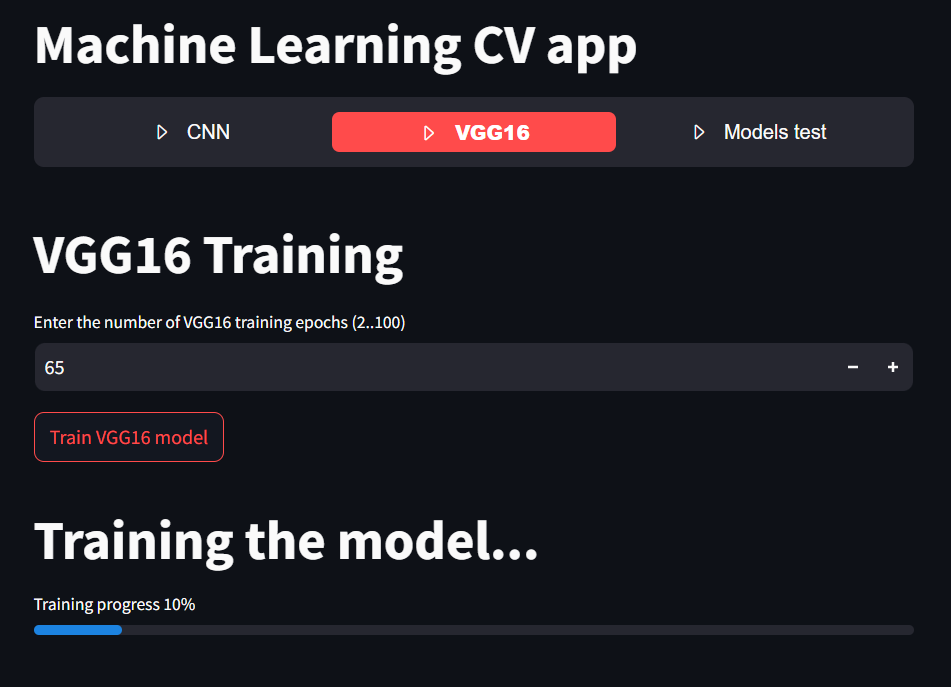 Machine Learning CV app
CNN VGG16 Models test
VGG16 Training
Enter the number of VGG16 training epochs (2..100)
65
Train VGG16 model
Training the model...
Training progress 10%